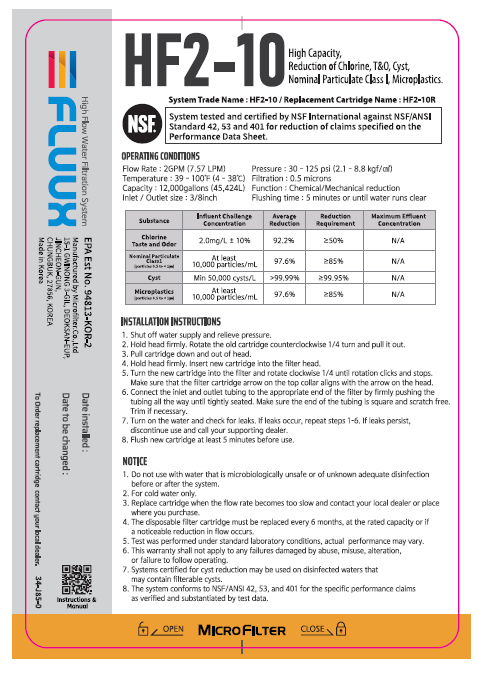 HF2-10
High Capacity,
Reduction of Chlorine, T&O, Cyst,
Nominal Particulate Class I, Microplastics.
System Trade Name : HF2-10 / Replacement Cartridge Name : HF2-10R
NSF.
System tested and certified by NSF International against NSF/ANSI
Standard 42, 53 and 401 for reduction of claims specified on the
Performance Data Sheet.
OPERATING CONDITIONS
Flow Rate : 2GPM (7.57 LPM) Pressure : 30 - 125 psi (2.1 - 8.8 kgf/㎠)
Temperature : 39 - 100℉ (4 - 38℃) Filtration : 0.5 microns
Capacity : 12,000gallons (45,424L) Function : Chemical/Mechanical reduction
Inlet / Outlet size : 3/8inch Flushing time : 5 minutes or until water runs clear
Substance Influent Challenge Concentration Average Reduction Reduction Requirement Maximum Effluent Concentration
Chlorine Taste and Odor 2.0mg/L ± 10% 92.2% ≥50% N/A
Nominal Particulate Class I At least 10,000 particles/mL 97.6% ≥85% N/A
Cyst Min 50,000 cysts/L >99.99% ≥99.95% N/A
Microplastics At least 10,000 particles/mL 97.6% ≥85% N/A
INSTALLATION INSTRUCTIONS
1. Shut off water supply and relieve pressure.
2. Hold head firmly. Rotate the old cartridge counterclockwise 1/4 turn and pull it out.
3. Pull cartridge down and out of head.
4. Hold head firmly. Insert new cartridge into the filter head.
5. Turn the new cartridge into the filter and rotate clockwise 1/4 until rotation clicks and stops.
Make sure that the filter cartridge arrow on the top collar aligns with the arrow on the head.
6. Connect the inlet and outlet tubing to the appropriate end of the filter by firmly pushing the
tubing all the way until tightly seated. Make sure the end of the tubing is square and scratch free.
Trim if necessary.
7. Turn on the water and check for leaks. If leaks occur, repeat steps 1-6. If leaks persist,
discontinue use and call your supporting dealer.
8. Flush new cartridge at least 5 minutes before use.
NOTICE
1. Do not use with water that is microbiologically unsafe or of unknown adequate disinfection
before or after the system.
2. For cold water only.
3. Replace cartridge when the flow rate becomes too slow and contact your local dealer or place
where you purchase.
4. The disposable filter cartridge must be replaced every 6 months, at the rated capacity or if
a noticeable reduction in flow occurs.
5. Test was performed under standard laboratory conditions, actual performance may vary.
6. This warranty shall not apply to any failures damaged by abuse, misuse, alteration,
or failure to follow operating.
7. Systems certified for cyst reduction may be used on disinfected waters that
may contain filterable cysts.
8. The system conforms to NSF/ANSI 42, 53, and 401 for the specific performance claims
as verified and substantiated by test data.
FLUUX
High Flow Water Filtration System
EPA Est No. 94813-KOR-2
Manufactured by Microfilter.Co.,Ltd
Made in Korea
Date installed :
Date to be changed :
To Order replacement cartridge contact your local dealer.
34-J85-0
Instructions &
Manual
OPEN
MICROFILTER
CLOSE